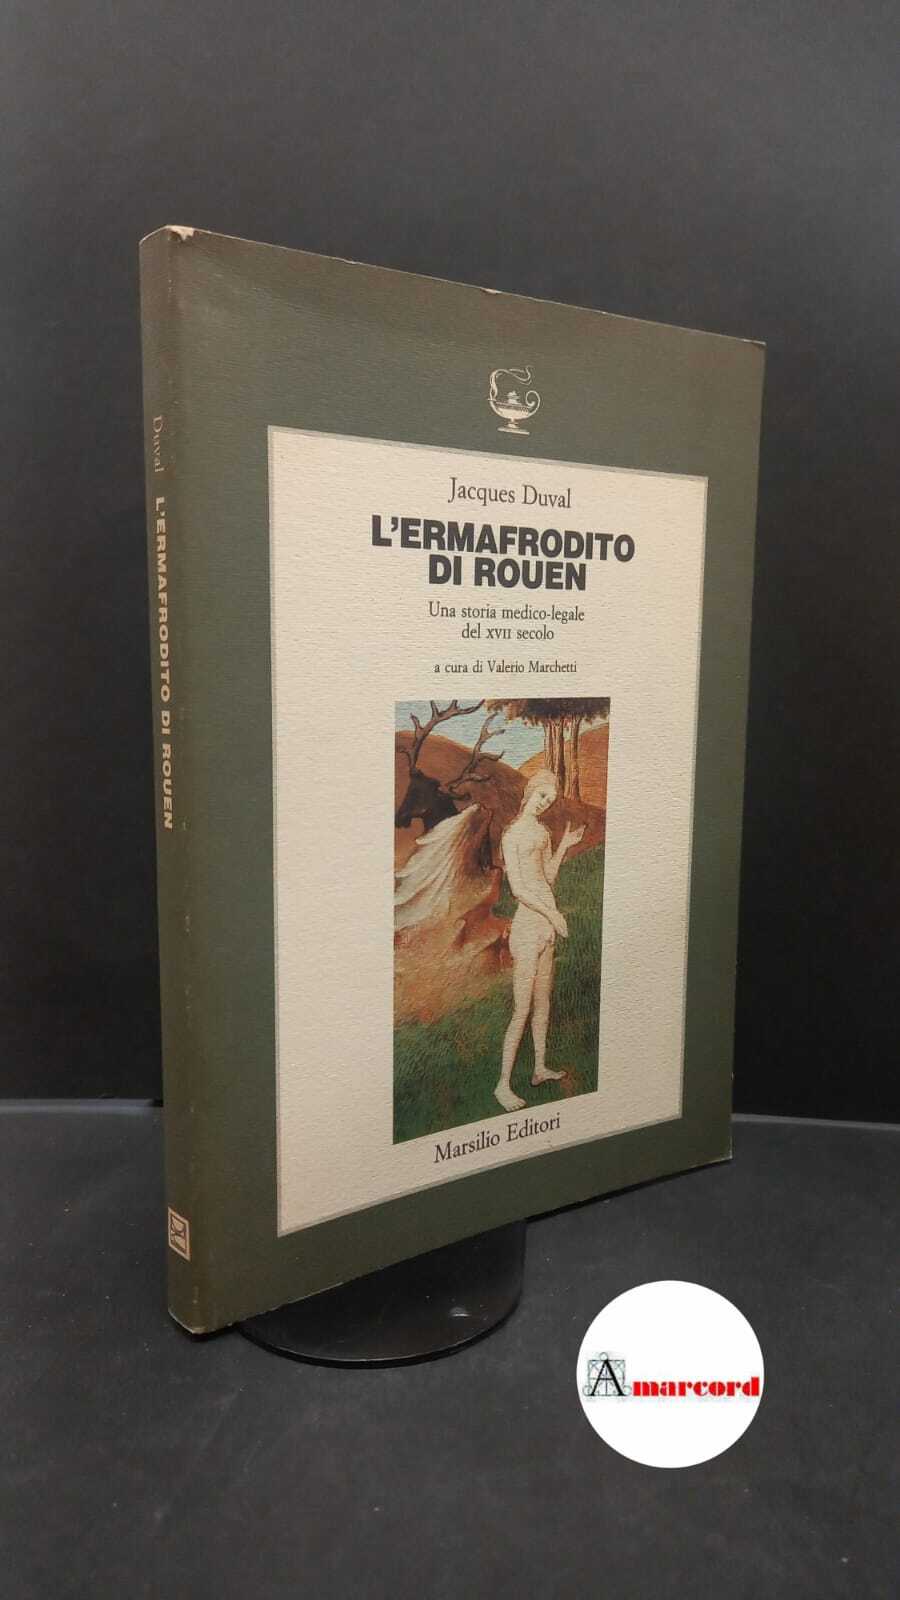 Duval L'ERMAFRODITO DI ROUEN
Jacques Duval
L'ERMAFRODITO
DI ROUEN
Una storia medico-legale
del XVII secolo
a cura di Valerio Marchetti
Marsilio Editori
Amarcord